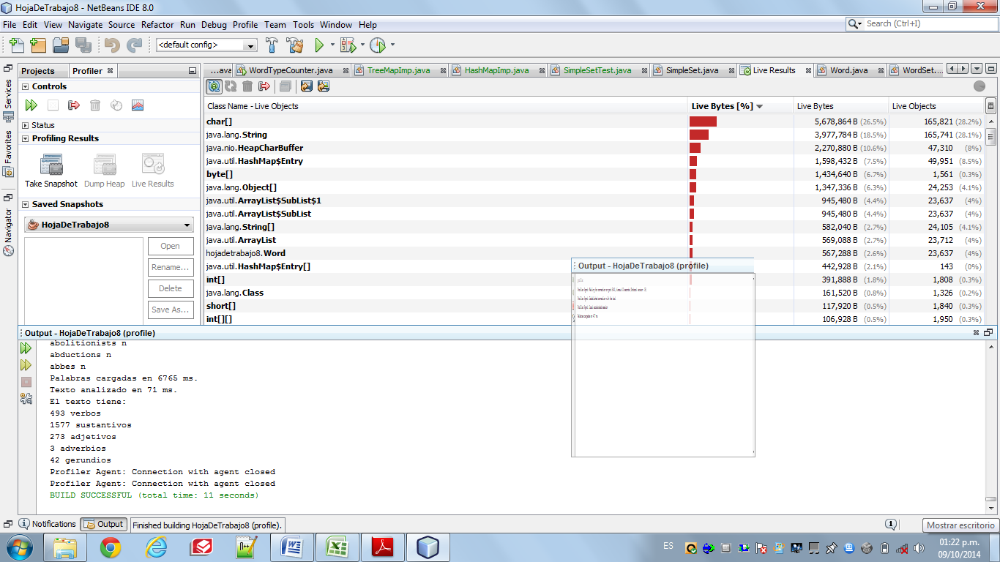 HojaDeTrabajo8 - NetBeans IDE 8.0
File Edit View Navigate Source Refactor Run Debug Profile Team Tools Window Help
Search (Ctrl+I)
<default config>
Projects Profiler
...ava WordTypeCounter.java TreeMapImp.java HashMapImp.java SimpleSetTest.java SimpleSet.java Live Results Word.java WordSet....
Services
Favorites
Navigator
Controls
Status
Profiling Results
Take Snapshot Dump Heap Live Results
Saved Snapshots
HojaDeTrabajo8
Open
Rename...
Delete
Save As...
Class Name - Live Objects Live Bytes [%] Live Bytes Live Objects
char[] 5,678,864 B (26.5%) 165,821 (28.2%)
java.lang.String 3,977,784 B (18.5%) 165,741 (28.1%)
java.nio.HeapCharBuffer 2,270,880 B (10.6%) 47,310 (8%)
java.util.HashMap$Entry 1,598,432 B (7.5%) 49,951 (8.5%)
byte[] 1,434,640 B (6.7%) 1,561 (0.3%)
java.lang.Object[] 1,347,336 B (6.3%) 24,253 (4.1%)
java.util.ArrayList$SubList$1 945,480 B (4.4%) 23,637 (4%)
java.util.ArrayList$SubList 945,480 B (4.4%) 23,637 (4%)
java.lang.String[] 582,040 B (2.7%) 24,105 (4.1%)
java.util.ArrayList 569,088 B (2.7%) 23,712 (4%)
hojadetrabajo8.Word 567,288 B (2.6%) 23,637 (4%)
java.util.HashMap$Entry[] 442,928 B (2.1%) 143 (0%)
int[] 391,888 B (1.8%) 1,808 (0.3%)
java.lang.Class 161,520 B (0.8%) 1,326 (0.2%)
short[] 117,920 B (0.5%) 1,840 (0.3%)
int[][] 106,928 B (0.5%) 1,950 (0.3%)
Output - HojaDeTrabajo8 (profile)
Output - HojaDeTrabajo8 (profile)
abolitionists n
abductions n
abbes n
Palabras cargadas en 6765 ms.
Texto analizado en 71 ms.
El texto tiene:
493 verbos
1577 sustantivos
273 adjetivos
3 adverbios
42 gerundios
Profiler Agent: Connection with agent closed
Profiler Agent: Connection with agent closed
BUILD SUCCESSFUL (total time: 11 seconds)
Notifications Output Finished building HojaDeTrabajo8 (profile). 1 Mostrar escritorio
ES 01:22 p.m.
09/10/2014